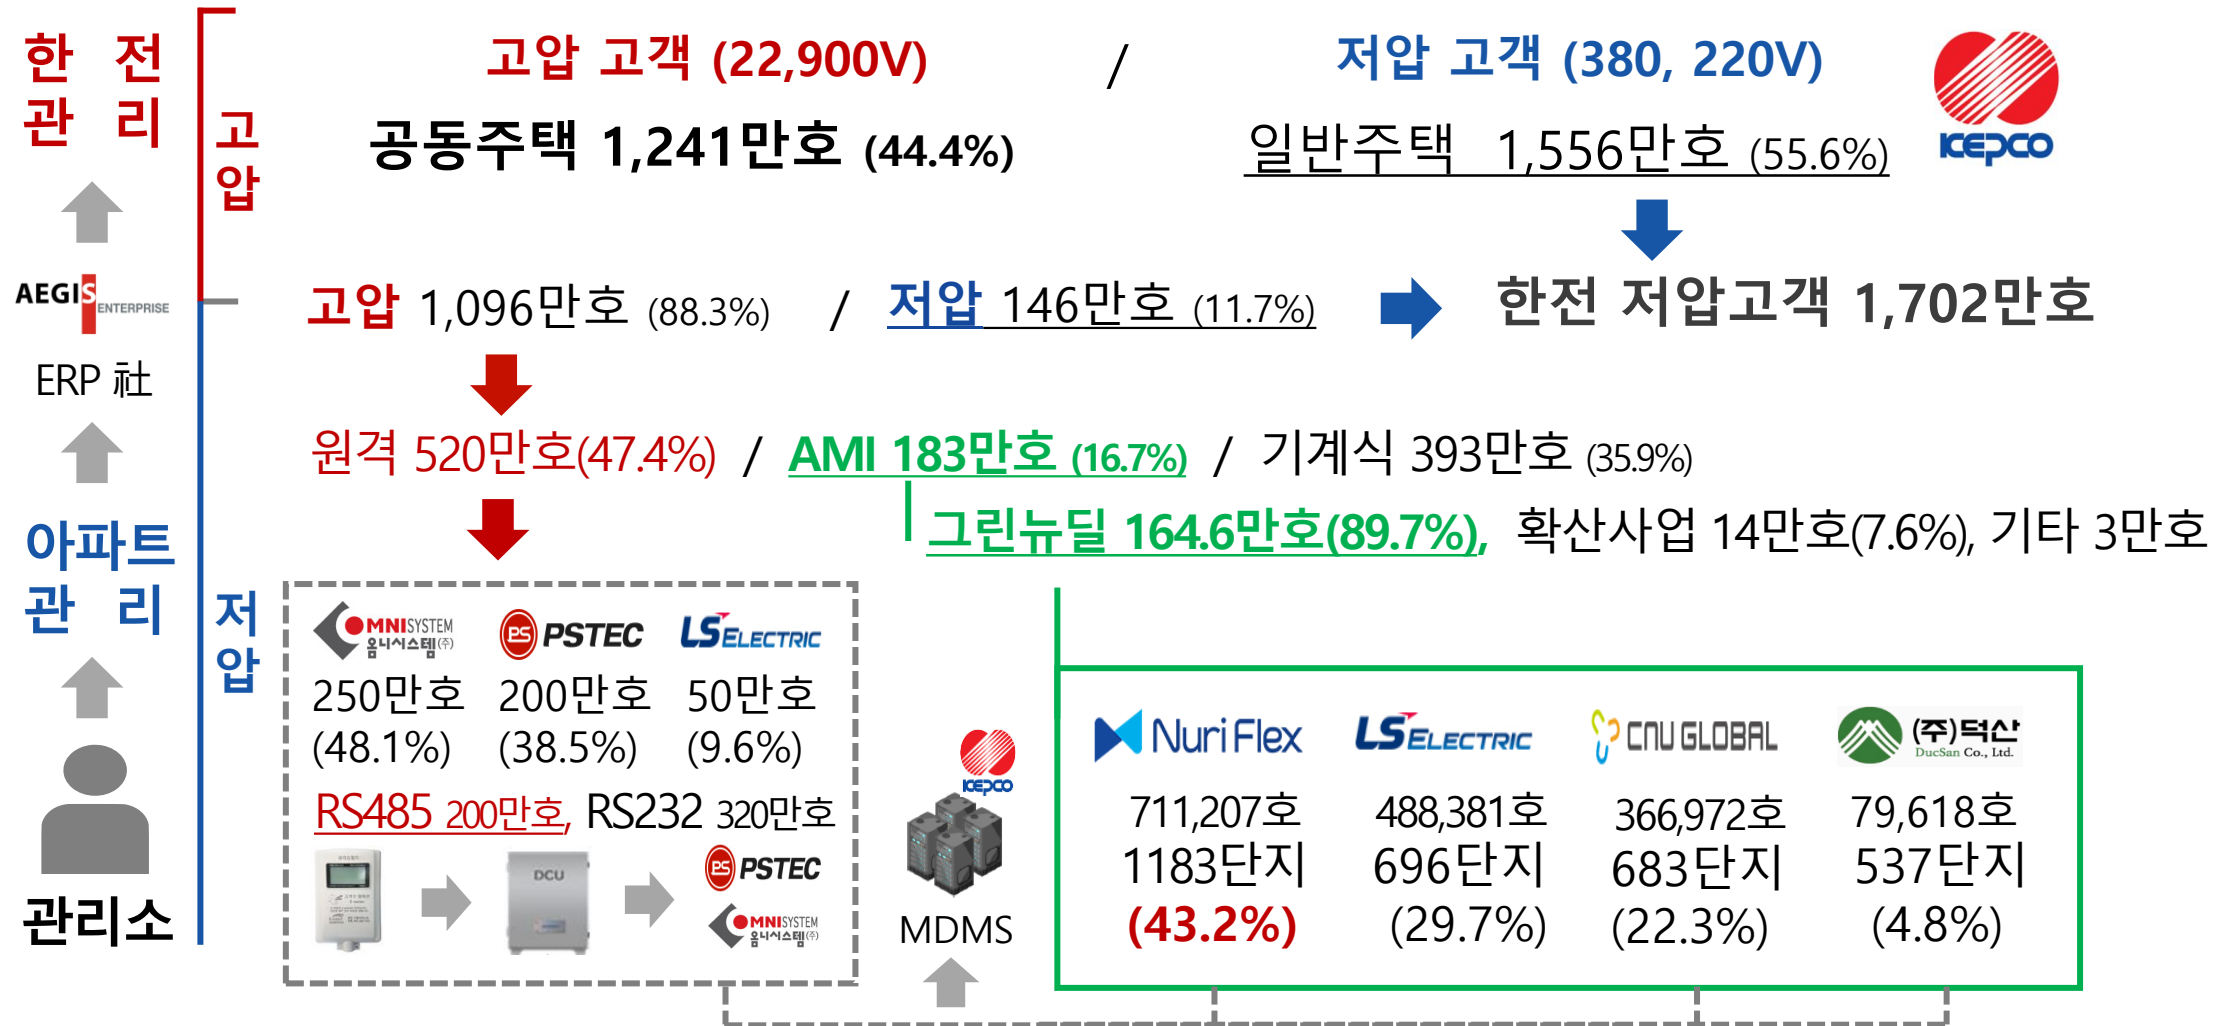 한 전
관 리
고압
고압 고객 (22,900V) / 저압 고객 (380, 220V)
KEPCO
공동주택 1,241만호 (44.4%)
일반주택 1,556만호 (55.6%)
AEGIS ENTERPRISE
ERP 社
고압 1,096만호 (88.3%) / 저압 146만호 (11.7%)
한전 저압고객 1,702만호
원격 520만호(47.4%) / AMI 183만호 (16.7%) / 기계식 393만호 (35.9%)
그린뉴딜 164.6만호(89.7%), 확산사업 14만호(7.6%), 기타 3만호
아파트
관 리
저압
관리소
OMNISYSTEM
옴니시스템(주)
PS PSTEC
LS ELECTRIC
250만호 200만호 50만호
(48.1%) (38.5%) (9.6%)
RS485 200만호, RS232 320만호
DCU
PS PSTEC
OMNISYSTEM
옴니시스템(주)
KEPCO
MDMS
NuriFlex
LS ELECTRIC
CNU GLOBAL
(주)덕산
DucSan Co., Ltd.
711,207호 488,381호 366,972호 79,618호
1183단지 696단지 683단지 537단지
(43.2%) (29.7%) (22.3%) (4.8%)